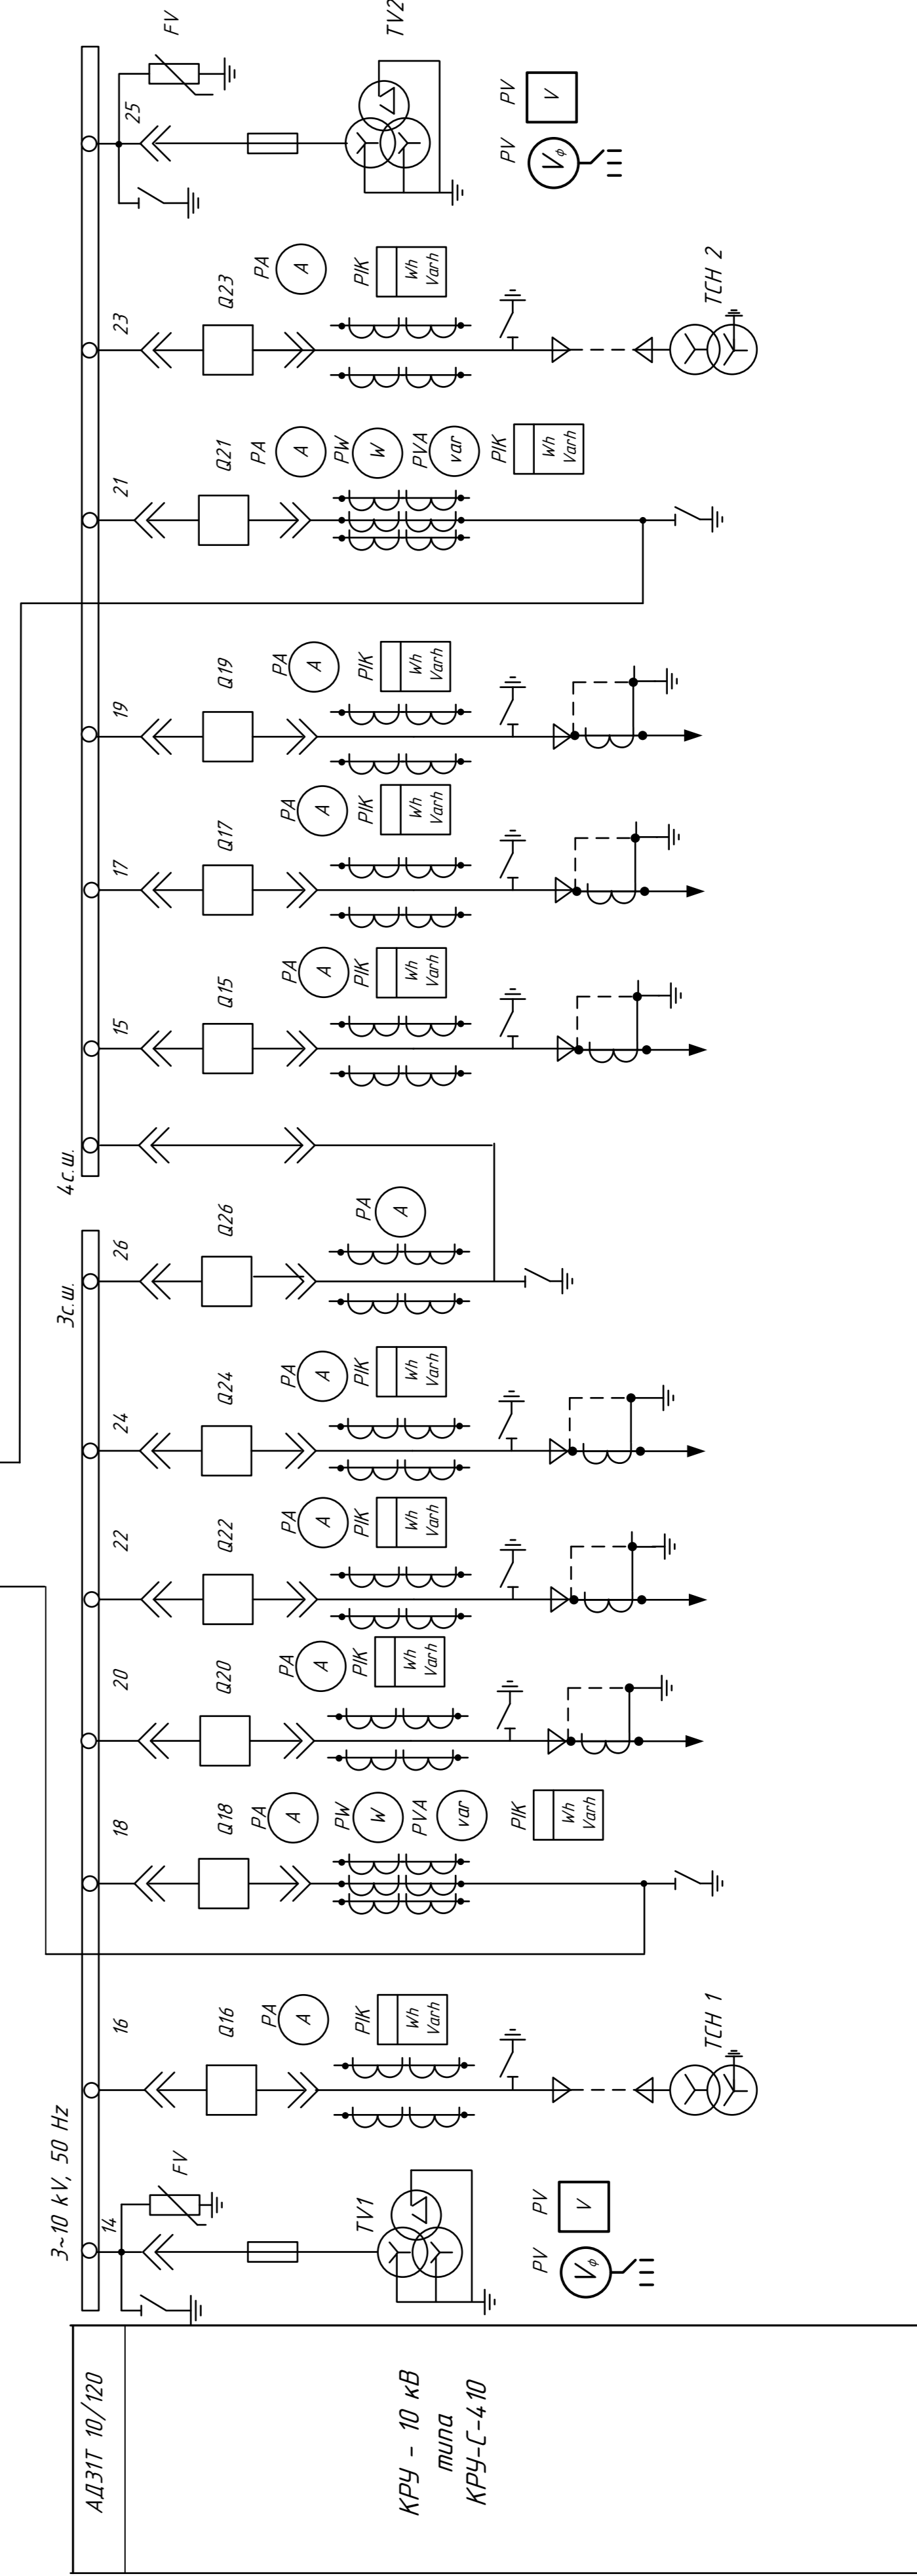 АД31Т 10/120
КРУ - 10 кВ
типа
КРУ-С-410
3~10 kV, 50 Hz
14
FV
TV1
PV
V
PV
Vф
16
Q16
PA
A
PIK
Wh
Varh
ТСН 1
18
Q18
PA
A
PW
W
PVA
var
PIK
Wh
Varh
20
Q20
PA
A
PIK
Wh
Varh
22
Q22
PA
A
PIK
Wh
Varh
24
Q24
PA
A
PIK
Wh
Varh
3с.ш.
26
Q26
PA
A
4с.ш.
15
Q15
PA
A
PIK
Wh
Varh
17
Q17
PA
A
PIK
Wh
Varh
19
Q19
PA
A
PIK
Wh
Varh
21
Q21
PA
A
PW
W
PVA
var
PIK
Wh
Varh
23
Q23
PA
A
PIK
Wh
Varh
ТСН 2
25
FV
TV2
PV
V
PV
Vф